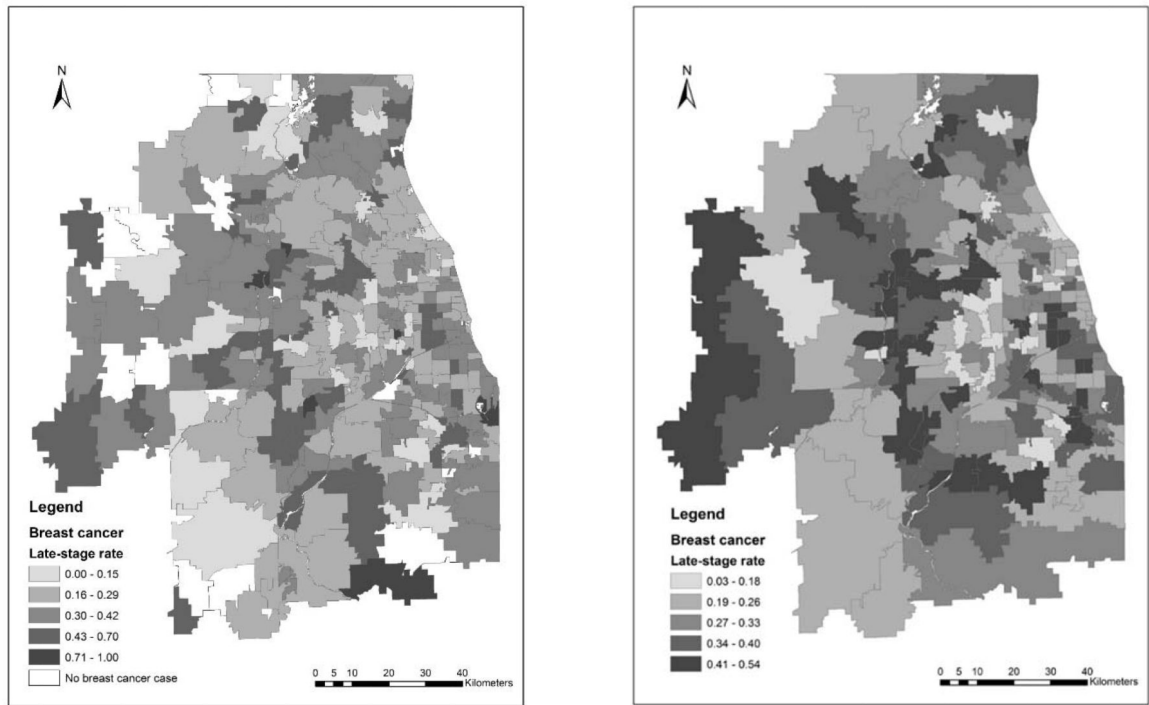 N
Legend
Breast cancer
Late-stage rate
0.00 - 0.15
0.16 - 0.29
0.30 - 0.42
0.43 - 0.70
0.71 - 1.00
No breast cancer case
0 5 10 20 30 40
Kilometers
N
Legend
Breast cancer
Late-stage rate
0.03 - 0.18
0.19 - 0.26
0.27 - 0.33
0.34 - 0.40
0.41 - 0.54
0 5 10 20 30 40
Kilometers